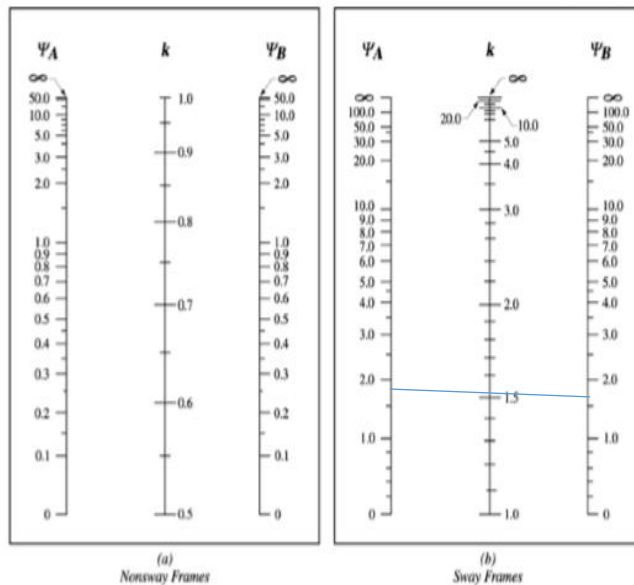 Ψ_A k Ψ_B
∞ ∞
50.0 1.0 50.0
10.0 10.0
5.0 0.9 5.0
3.0 3.0
2.0 2.0
0.8
1.0 1.0
0.9 0.9
0.8 0.8
0.7 0.7
0.6 0.7 0.6
0.5 0.5
0.4 0.4
0.3 0.3
0.2 0.6 0.2
0.1 0.1
0 0.5 0
(a)
Nonsway Frames
Ψ_A k Ψ_B
∞
∞ ∞
100.0 20.0 10.0 100.0
50.0 50.0
30.0 5.0 30.0
20.0 4.0 20.0
10.0 3.0 10.0
9.0 9.0
8.0 8.0
7.0 7.0
6.0 6.0
5.0 5.0
4.0 2.0 4.0
3.0 3.0
2.0 2.0
1.5
1.0 1.0
0 1.0 0
(b)
Sway Frames